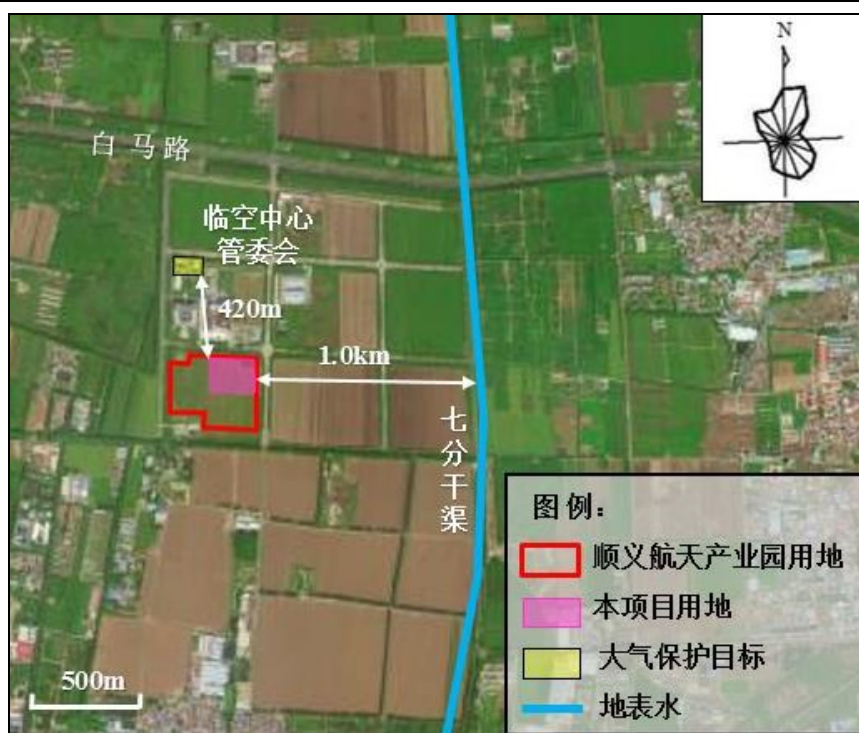 N
白马路
临空中心
管委会
420m
1.0km
七分干渠
500m
图例：
顺义航天产业园用地
本项目用地
大气保护目标
地表水